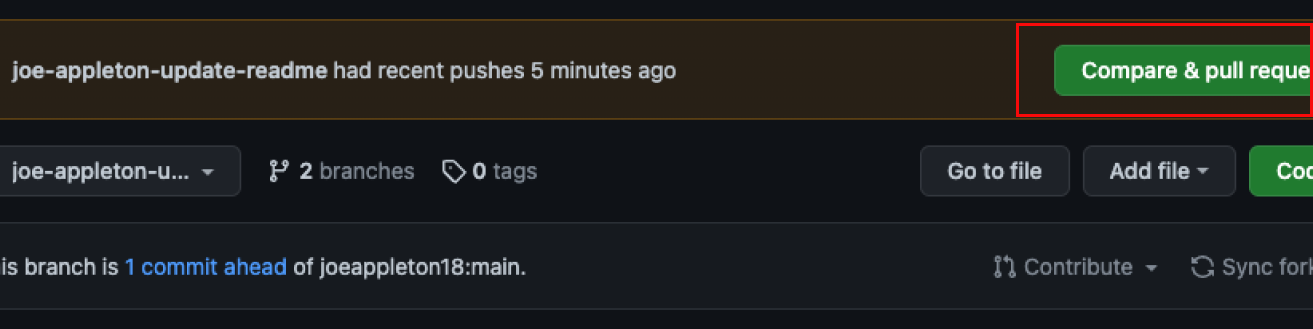 joe-appleton-update-readme had recent pushes 5 minutes ago
Compare & pull reque
joe-appleton-u... 2 branches 0 tags Go to file Add file Coc
is branch is 1 commit ahead of joeappleton18:main. Contribute Sync fork